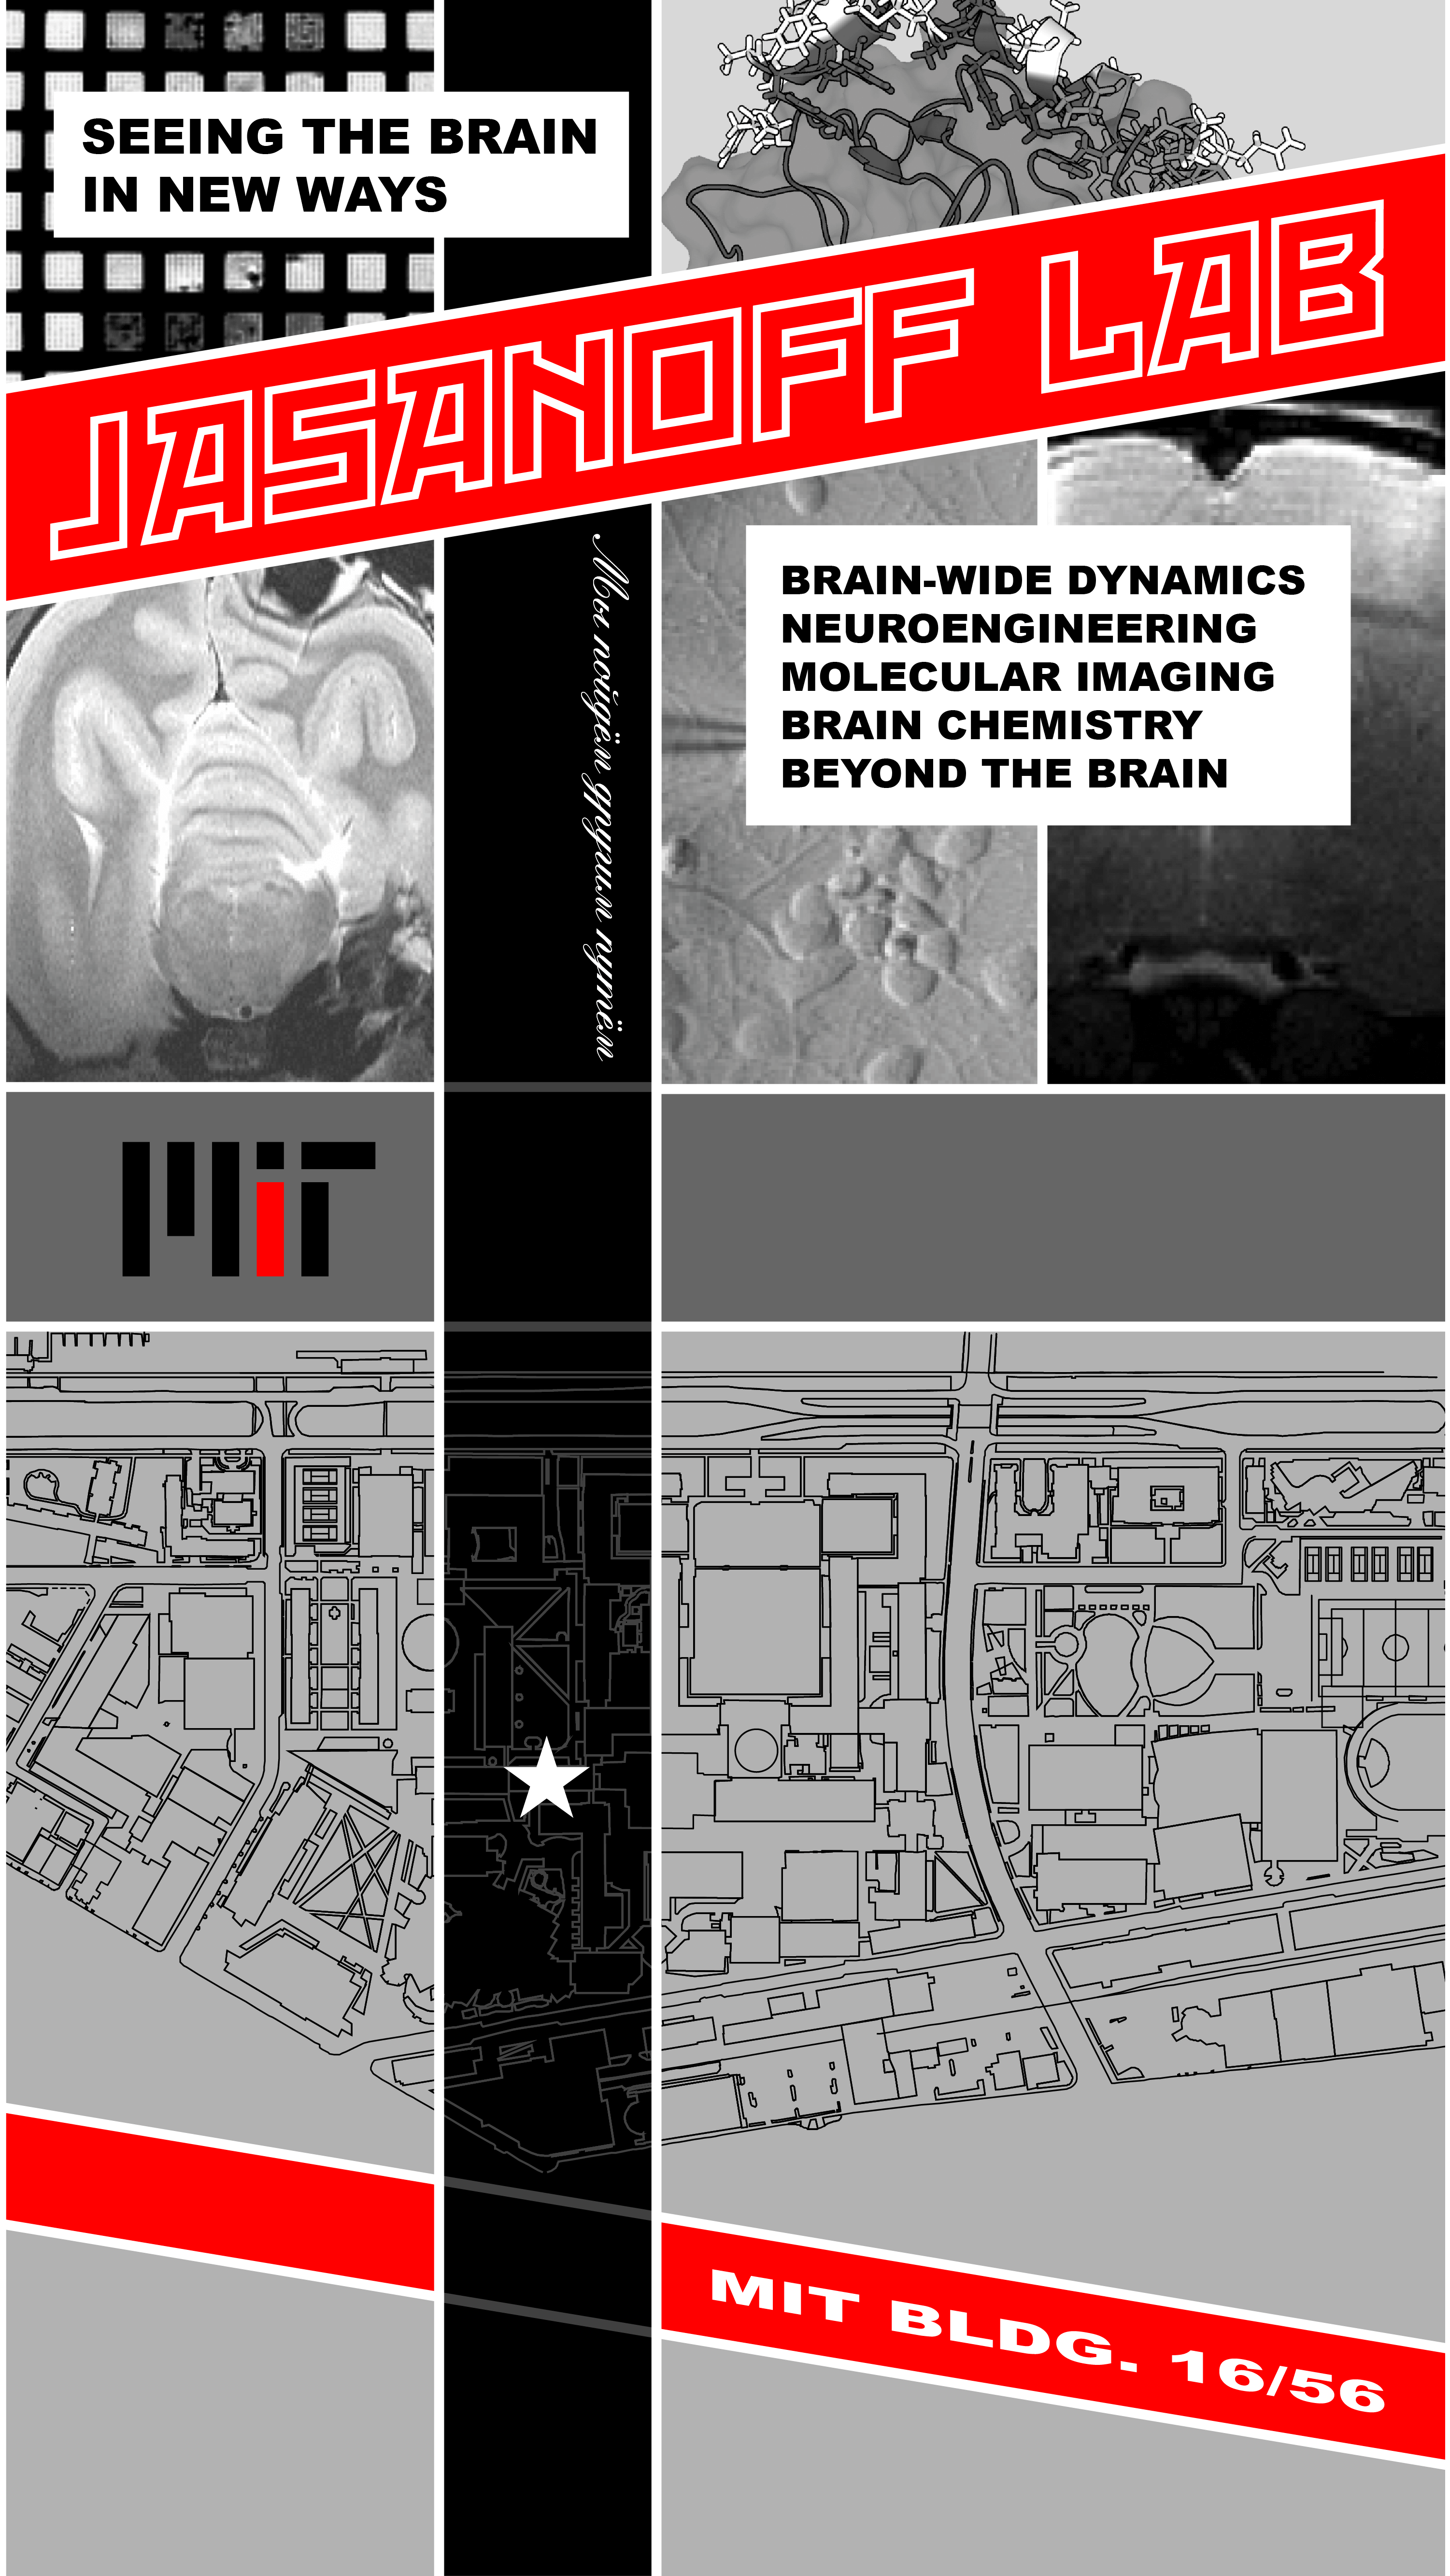 SEEING THE BRAIN
IN NEW WAYS
JASANOFF LAB
Мы пойдём другим путём
BRAIN-WIDE DYNAMICS
NEUROENGINEERING
MOLECULAR IMAGING
BRAIN CHEMISTRY
BEYOND THE BRAIN
MIT
MIT BLDG. 16/56